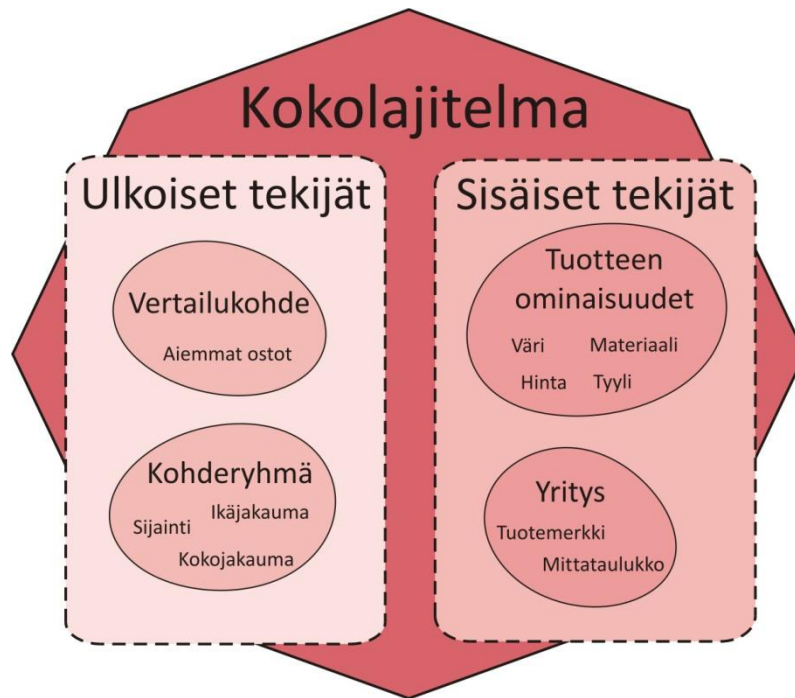 Kokolajitelma
Ulkoiset tekijät
Vertailukohde
Aiemmat ostot
Kohderyhmä
Ikäjakauma
Sijainti
Kokojakauma
Sisäiset tekijät
Tuotteen
ominaisuudet
Väri Materiaali
Hinta Tyyli
Yritys
Tuotemerkki
Mittataulukko